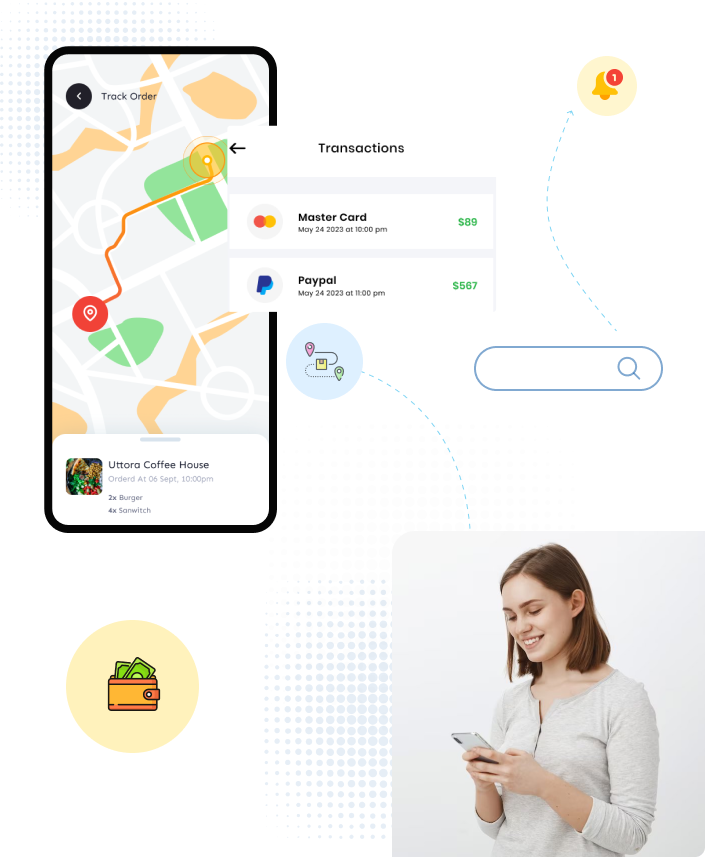 Track Order
1
Transactions
Master Card
May 24 2023 at 10:00 pm
$89
Paypal
May 24 2023 at 11:00 pm
$567
Uttora Coffee House
Orderd At 06 Sept, 10:00pm
2x Burger
4x Sanwitch